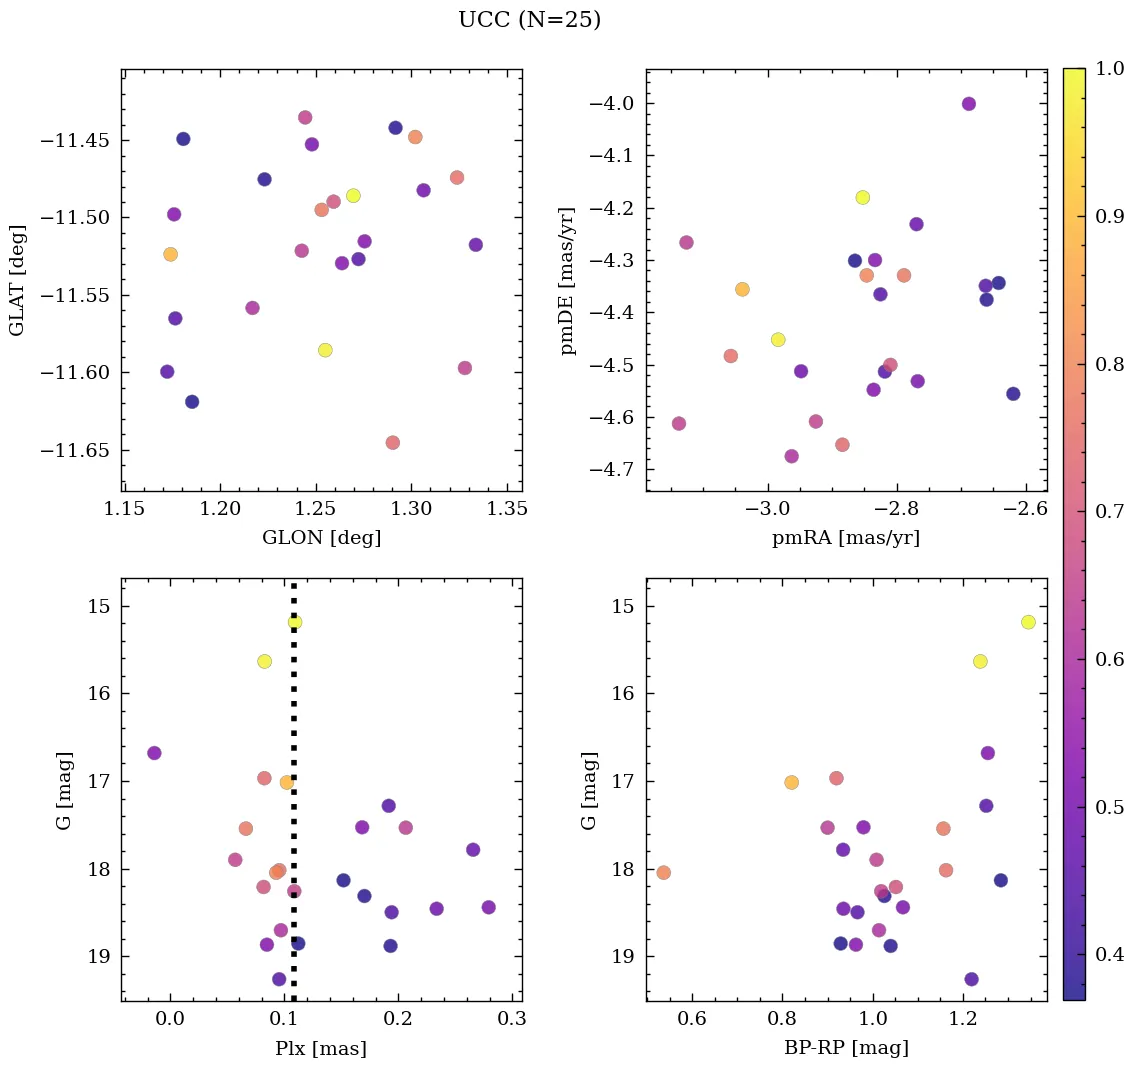 UCC (N=25)
−11.45
−11.50
−11.55
−11.60
−11.65
GLAT [deg]
1.15 1.20 1.25 1.30 1.35
GLON [deg]
−4.0
−4.1
−4.2
−4.3
−4.4
−4.5
−4.6
−4.7
pmDE [mas/yr]
−3.0 −2.8 −2.6
pmRA [mas/yr]
15
16
17
18
19
G [mag]
0.0 0.1 0.2 0.3
Plx [mas]
15
16
17
18
19
G [mag]
0.6 0.8 1.0 1.2
BP-RP [mag]
1.0
0.9
0.8
0.7
0.6
0.5
0.4